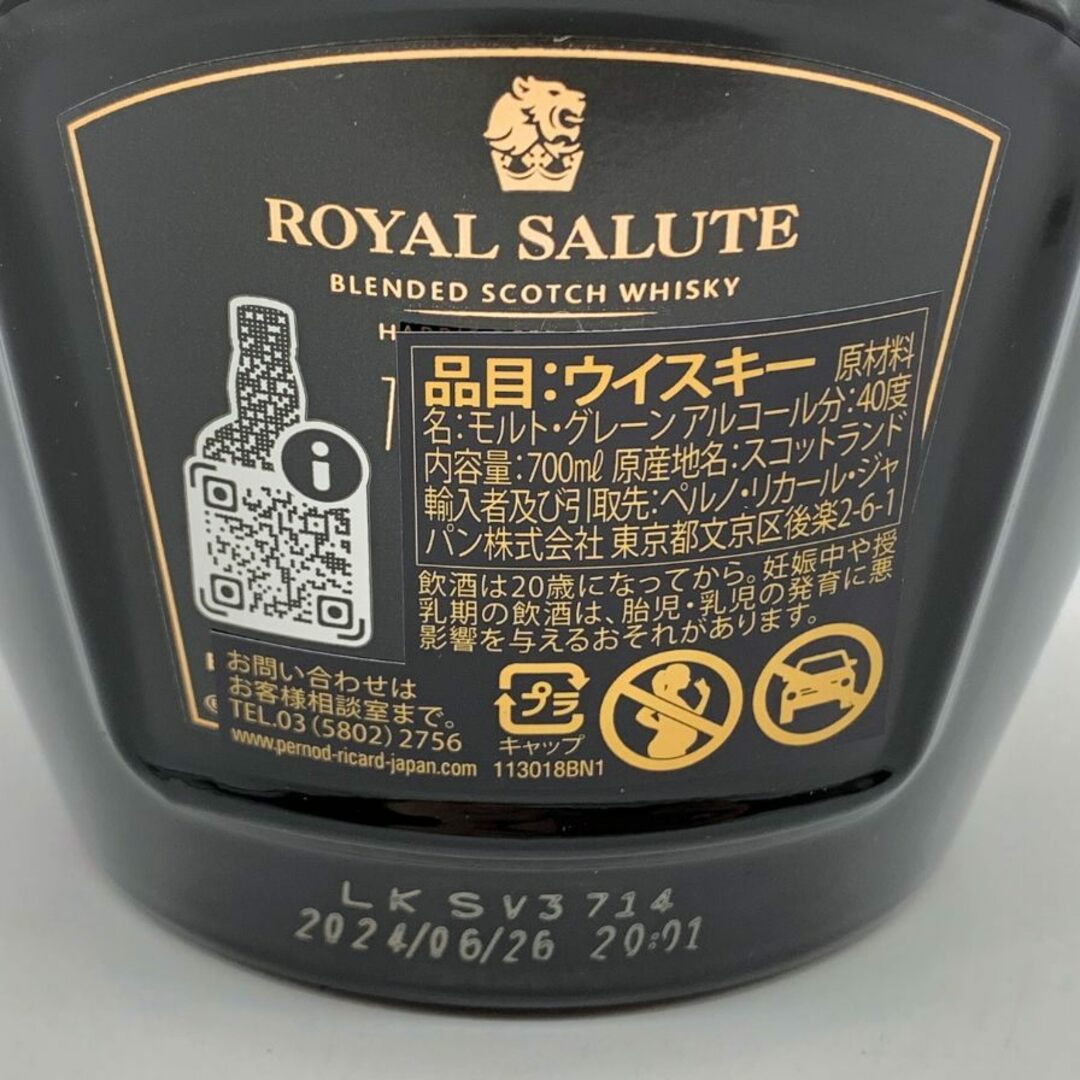 ROYAL SALUTE
BLENDED SCOTCH WHISKY
品目:ウイスキー 原材料
名:モルト・グレーン アルコール分:40度
内容量:700ml 原産地名:スコットランド
輸入者及び引取先:ペルノ・リカール・ジャ
パン株式会社 東京都文京区後楽2-6-1
飲酒は20歳になってから。妊娠中や授
乳期の飲酒は、胎児・乳児の発育に悪
影響を与えるおそれがあります。
お問い合わせは
お客様相談室まで。
TEL.03 (5802) 2756
www.pernod-ricard-japan.com
プラ
キャップ
113018BN1
LKSV3 714
2024/06/26 20:01